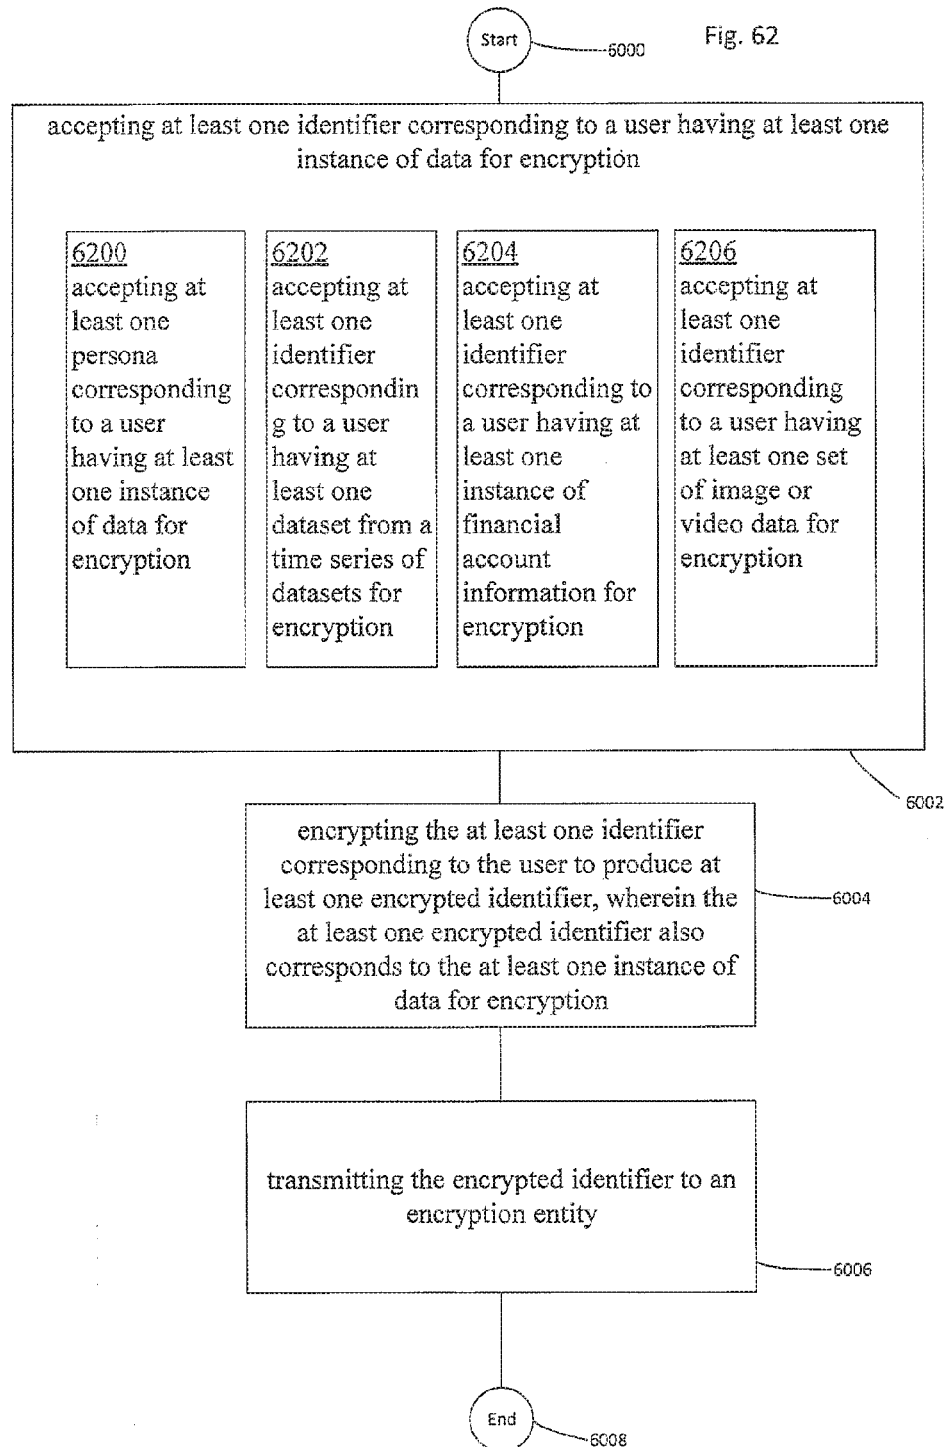 Start
6000
Fig. 62
accepting at least one identifier corresponding to a user having at least one
instance of data for encryption
6200
accepting at
least one
persona
corresponding
to a user
having at least
one instance
of data for
encryption
6202
accepting at
least one
identifier
correspondin
g to a user
having at
least one
dataset from a
time series of
datasets for
encryption
6204
accepting at
least one
identifier
corresponding to
a user having at
least one
instance of
financial
account
information for
encryption
6206
accepting at
least one
identifier
corresponding
to a user having
at least one set
of image or
video data for
encryption
6002
encrypting the at least one identifier
corresponding to the user to produce at
least one encrypted identifier, wherein the
at least one encrypted identifier also
corresponds to the at least one instance of
data for encryption
6004
transmitting the encrypted identifier to an
encryption entity
6006
End
6008